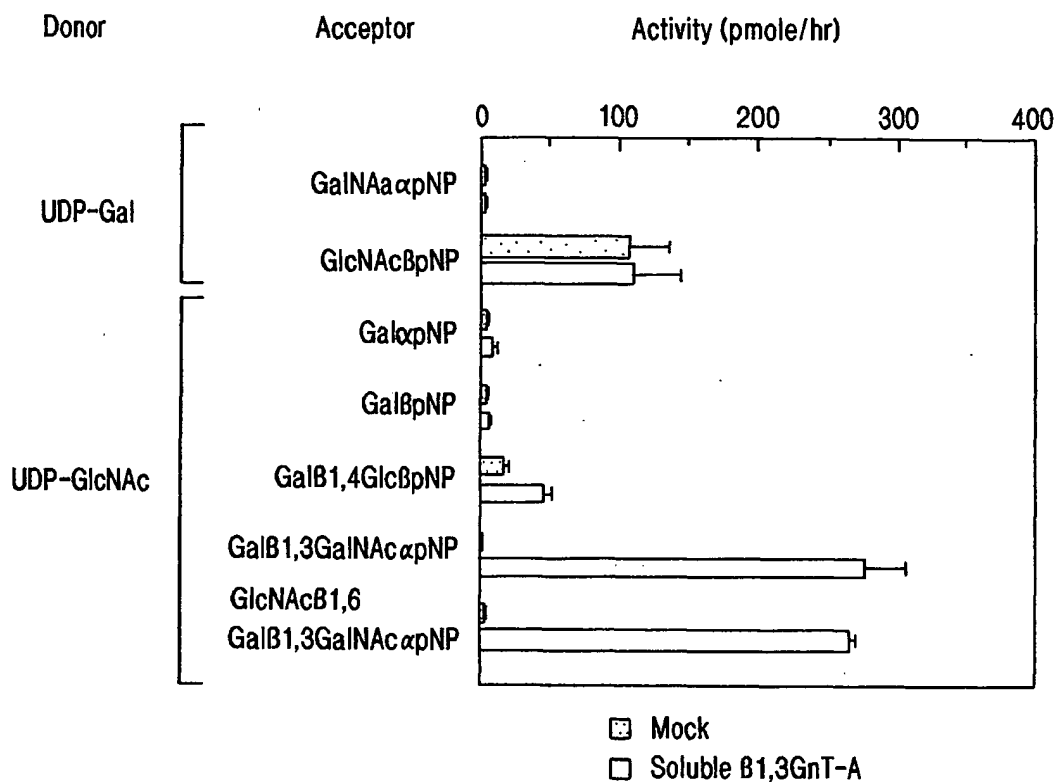 Donor Acceptor Activity (pmole/hr)
0 100 200 300 400
UDP-Gal
GalNAaαpNP
GlcNAcβpNP
UDP-GlcNAc
GalαpNP
GalβpNP
Galβ1,4GlcβpNP
Galβ1,3GalNAcαpNP
GlcNAcβ1,6
Galβ1,3GalNAcαpNP
Mock
Soluble β1,3GnT-A